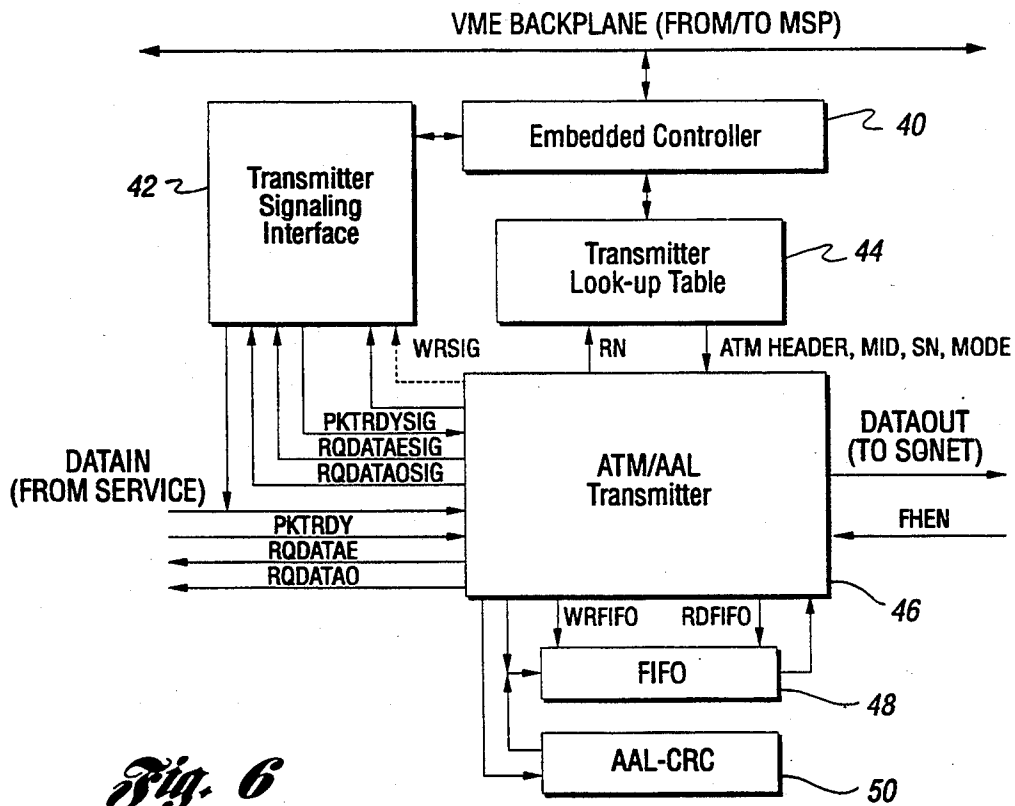 VME BACKPLANE (FROM/TO MSP)
Embedded Controller
40
42
Transmitter
Signaling
Interface
Transmitter
Look-up Table
44
WRSIG
RN
ATM HEADER, MID, SN, MODE
PKTRDYSIG
RQDATAESIG
RQDATAOSIG
DATAIN
(FROM SERVICE)
ATM/AAL
Transmitter
DATAOUT
(TO SONET)
PKTRDY
RQDATAE
RQDATAO
FHEN
46
WRFIFO
RDFIFO
FIFO
48
AAL-CRC
50
Fig. 6